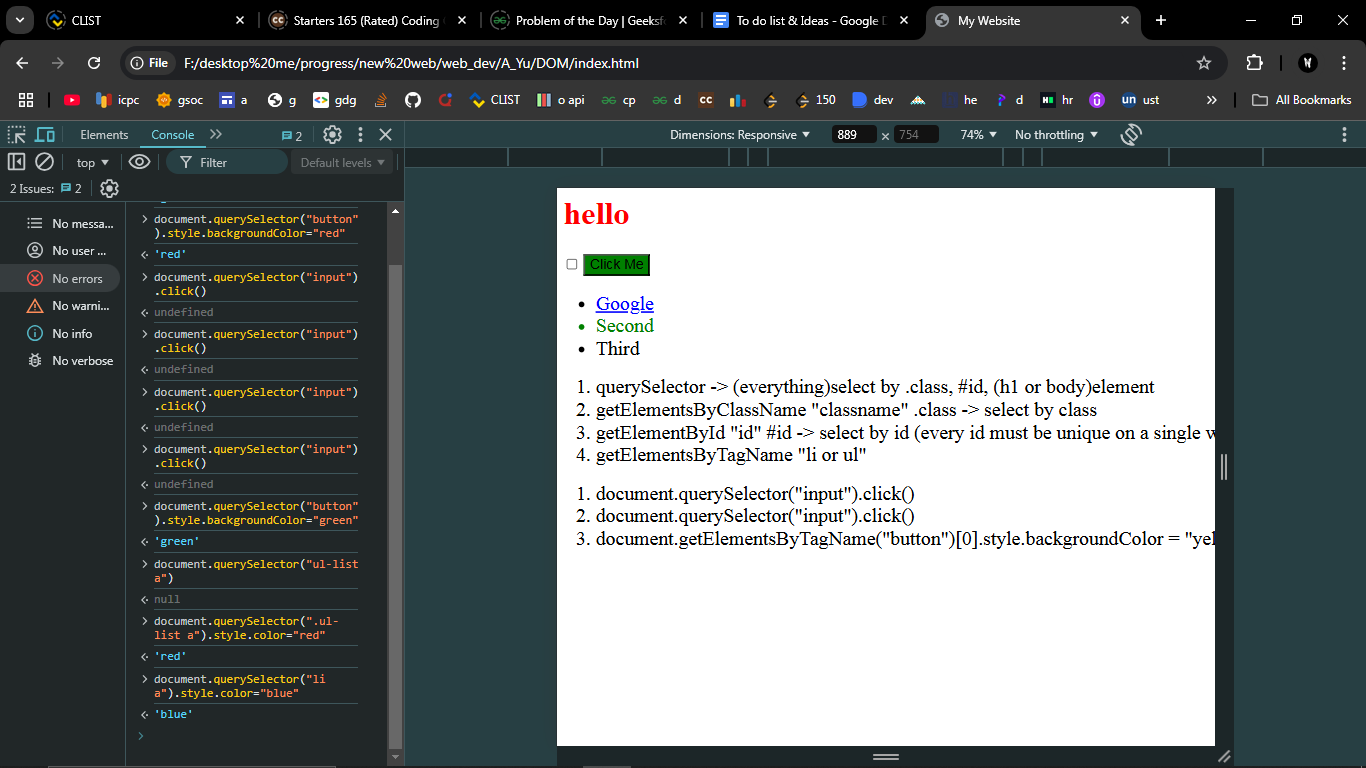 CLIST
Starters 165 (Rated) Coding
Problem of the Day | Geeksf
To do list & Ideas - Google D
My Website
File
F:/desktop%20me/progress/new%20web/web_dev/A_Yu/DOM/index.html
icpc
gsoc
a
g
gdg
CLIST
o api
cp
d
150
dev
he
d
hr
ust
»
All Bookmarks
Elements
Console
»
2
Dimensions: Responsive
889
×
754
74%
No throttling
top
Filter
Default levels
2 Issues:
2
No messa...
No user ...
No errors
No warni...
No info
No verbose
document.querySelector("button"
).style.backgroundColor="red"
'red'
document.querySelector("input")
.click()
undefined
document.querySelector("input")
.click()
undefined
document.querySelector("input")
.click()
undefined
document.querySelector("input")
.click()
undefined
document.querySelector("button"
).style.backgroundColor="green"
'green'
document.querySelector("ul-list
a")
null
document.querySelector(".ul-
list a").style.color="red"
'red'
document.querySelector("li
a").style.color="blue"
'blue'
hello
Click Me
Google
Second
Third
1. querySelector -> (everything)select by .class, #id, (h1 or body)element
2. getElementsByClassName "classname" .class -> select by class
3. getElementById "id" #id -> select by id (every id must be unique on a single w
4. getElementsByTagName "li or ul"
1. document.querySelector("input").click()
2. document.querySelector("input").click()
3. document.getElementsByTagName("button")[0].style.backgroundColor = "yel